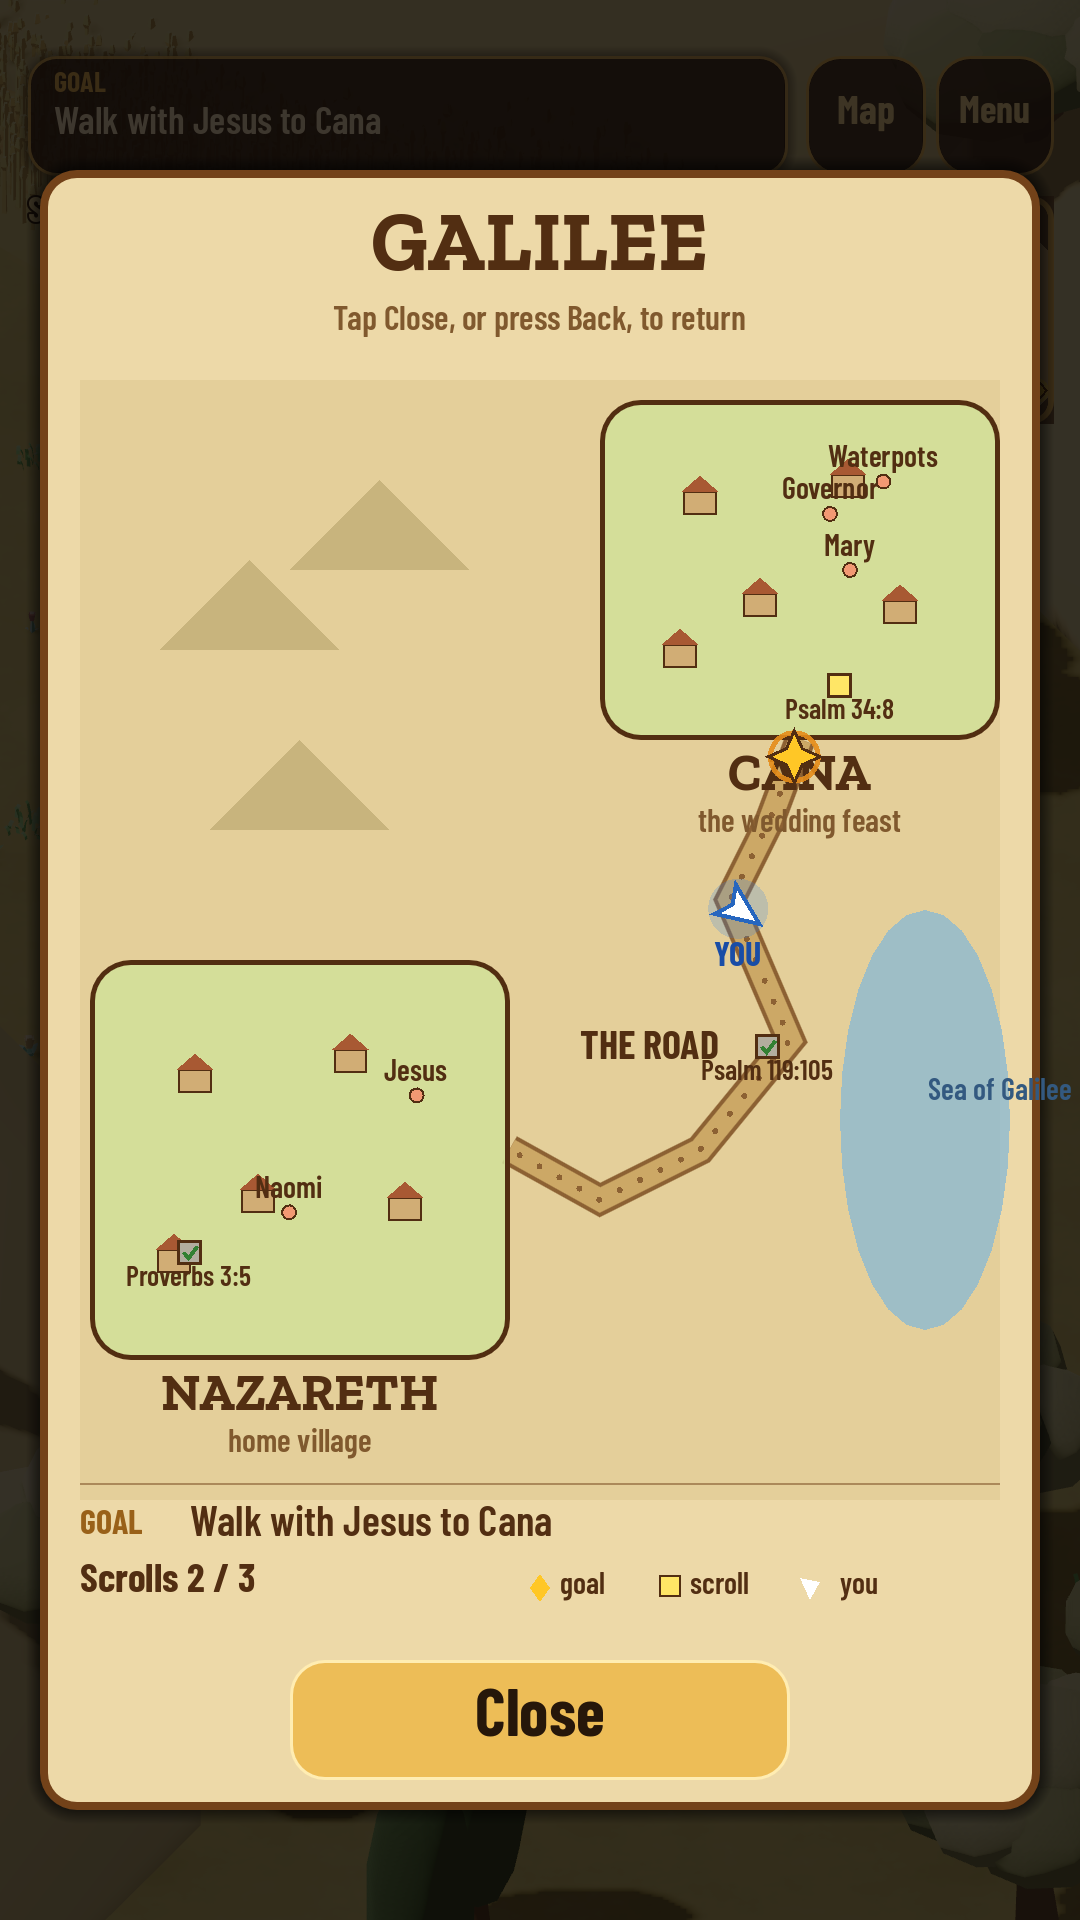 GOAL
Walk with Jesus to Cana
Map
Menu
GALILEE
Tap Close, or press Back, to return
Waterpots
Governor
Mary
Psalm 34:8
CANA
the wedding feast
YOU
THE ROAD
Psalm 119:105
Sea of Galilee
Jesus
Naomi
Proverbs 3:5
NAZARETH
home village
GOAL Walk with Jesus to Cana
Scrolls 2 / 3
goal
scroll
you
Close